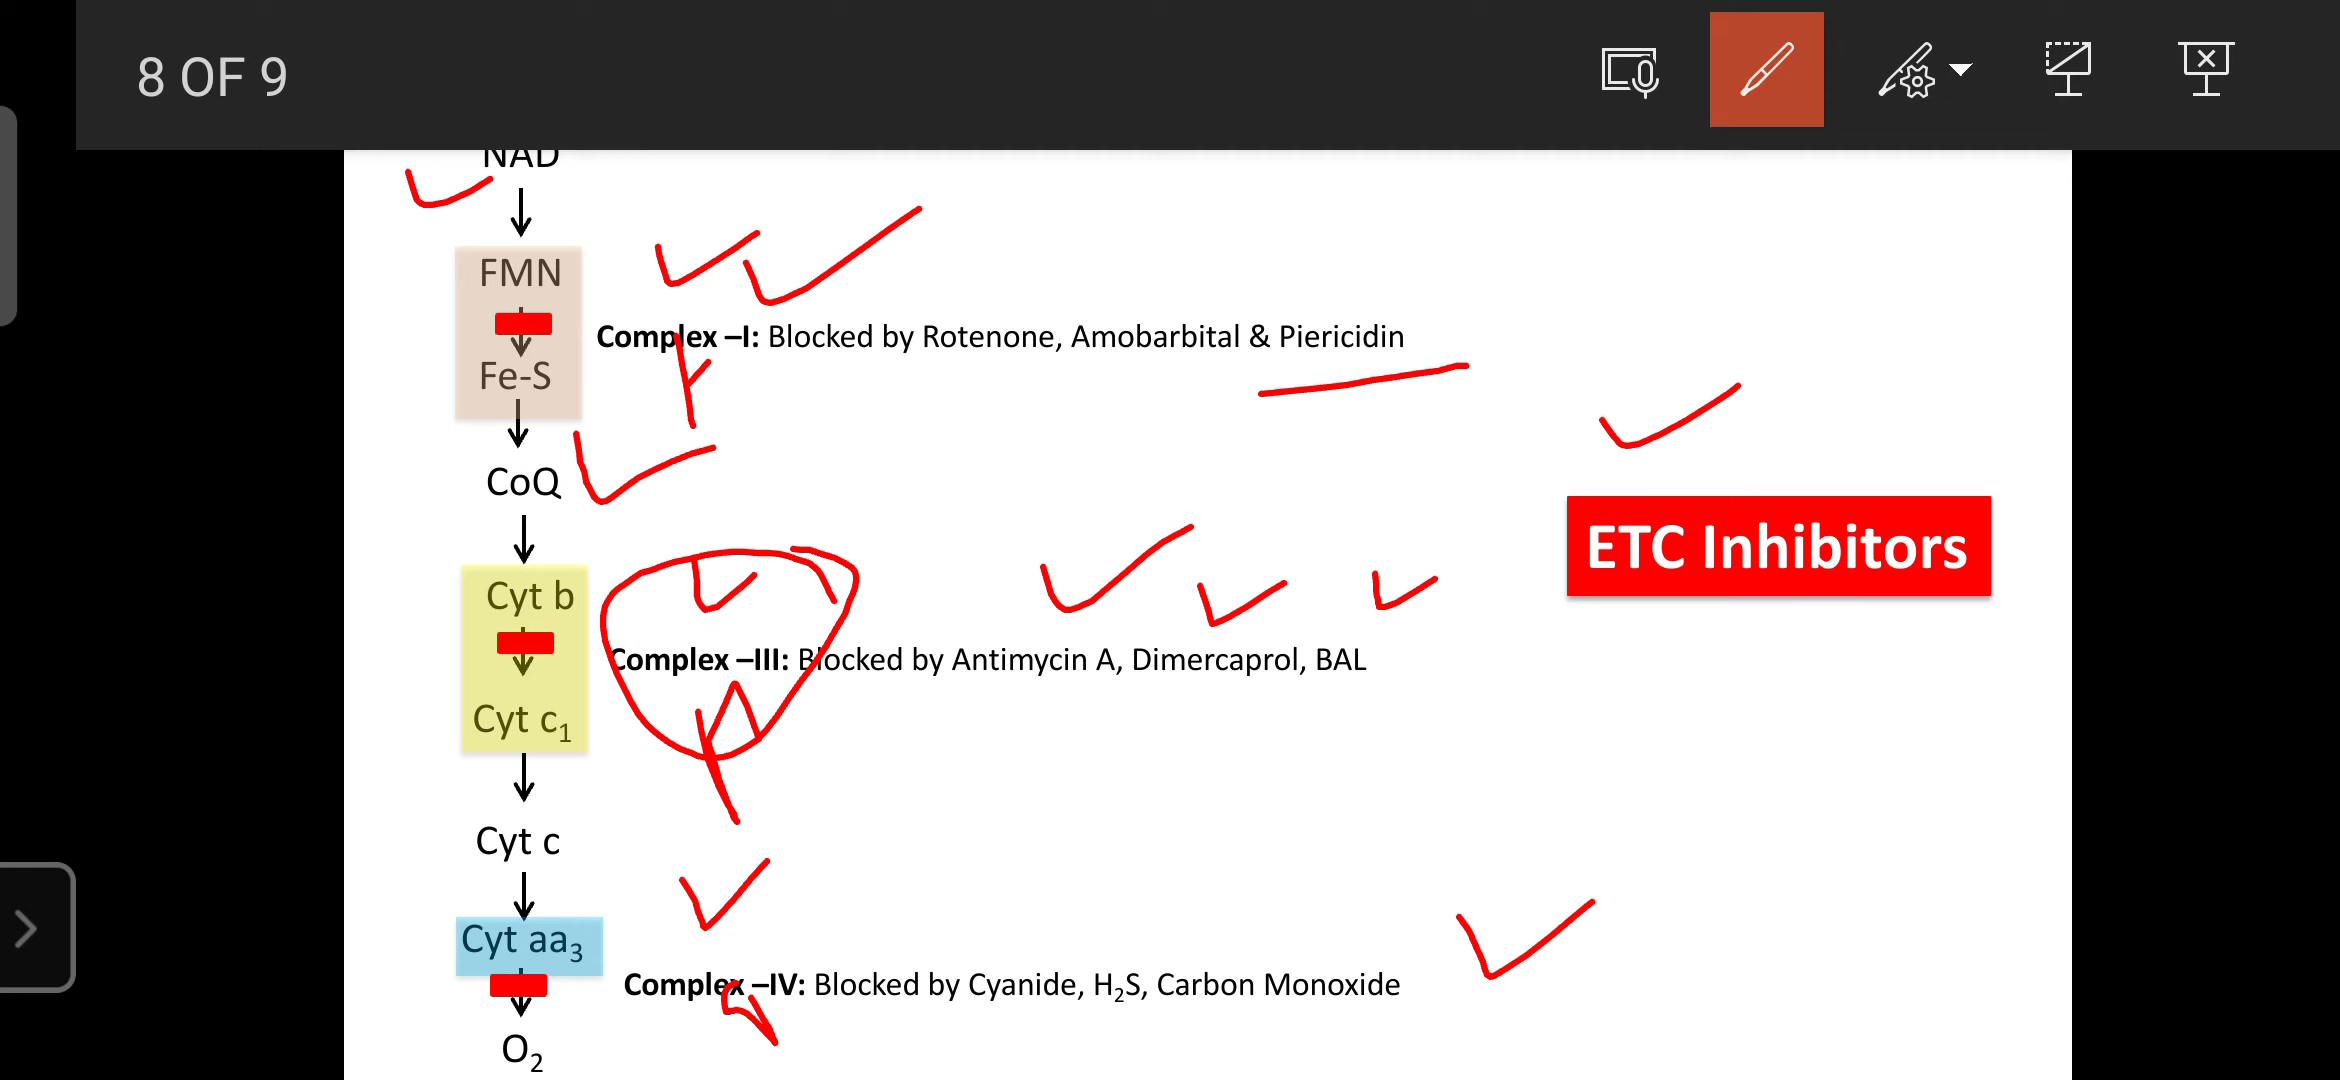 8 OF 9
NAD
FMN
Complex –I: Blocked by Rotenone, Amobarbital & Piericidin
Fe-S
CoQ
ETC Inhibitors
Cyt b
Complex –III: Blocked by Antimycin A, Dimercaprol, BAL
Cyt c₁
Cyt c
Cyt aa₃
Complex –IV: Blocked by Cyanide, H₂S, Carbon Monoxide
O₂